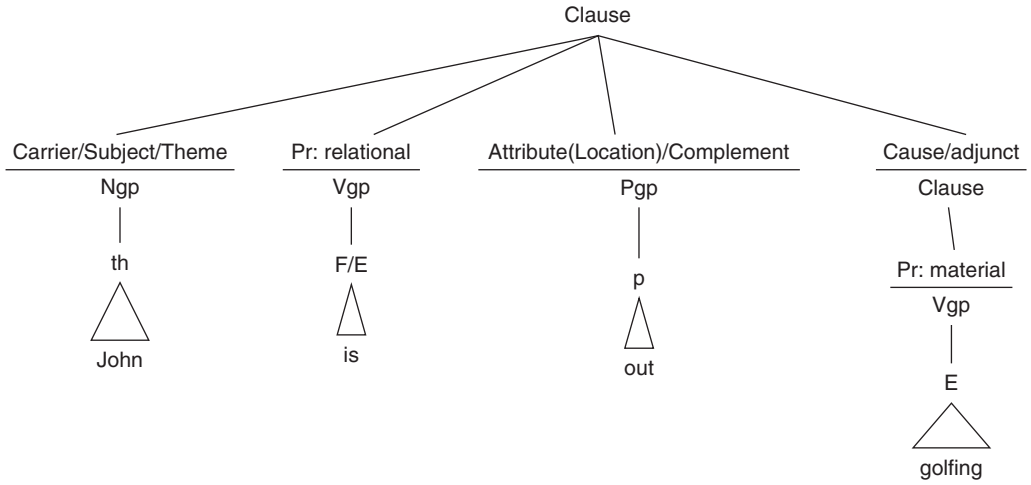 Clause
Carrier/Subject/Theme Pr: relational Attribute(Location)/Complement Cause/adjunct
Ngp Vgp Pgp Clause
th F/E p Pr: material
John is out Vgp
E
golfing